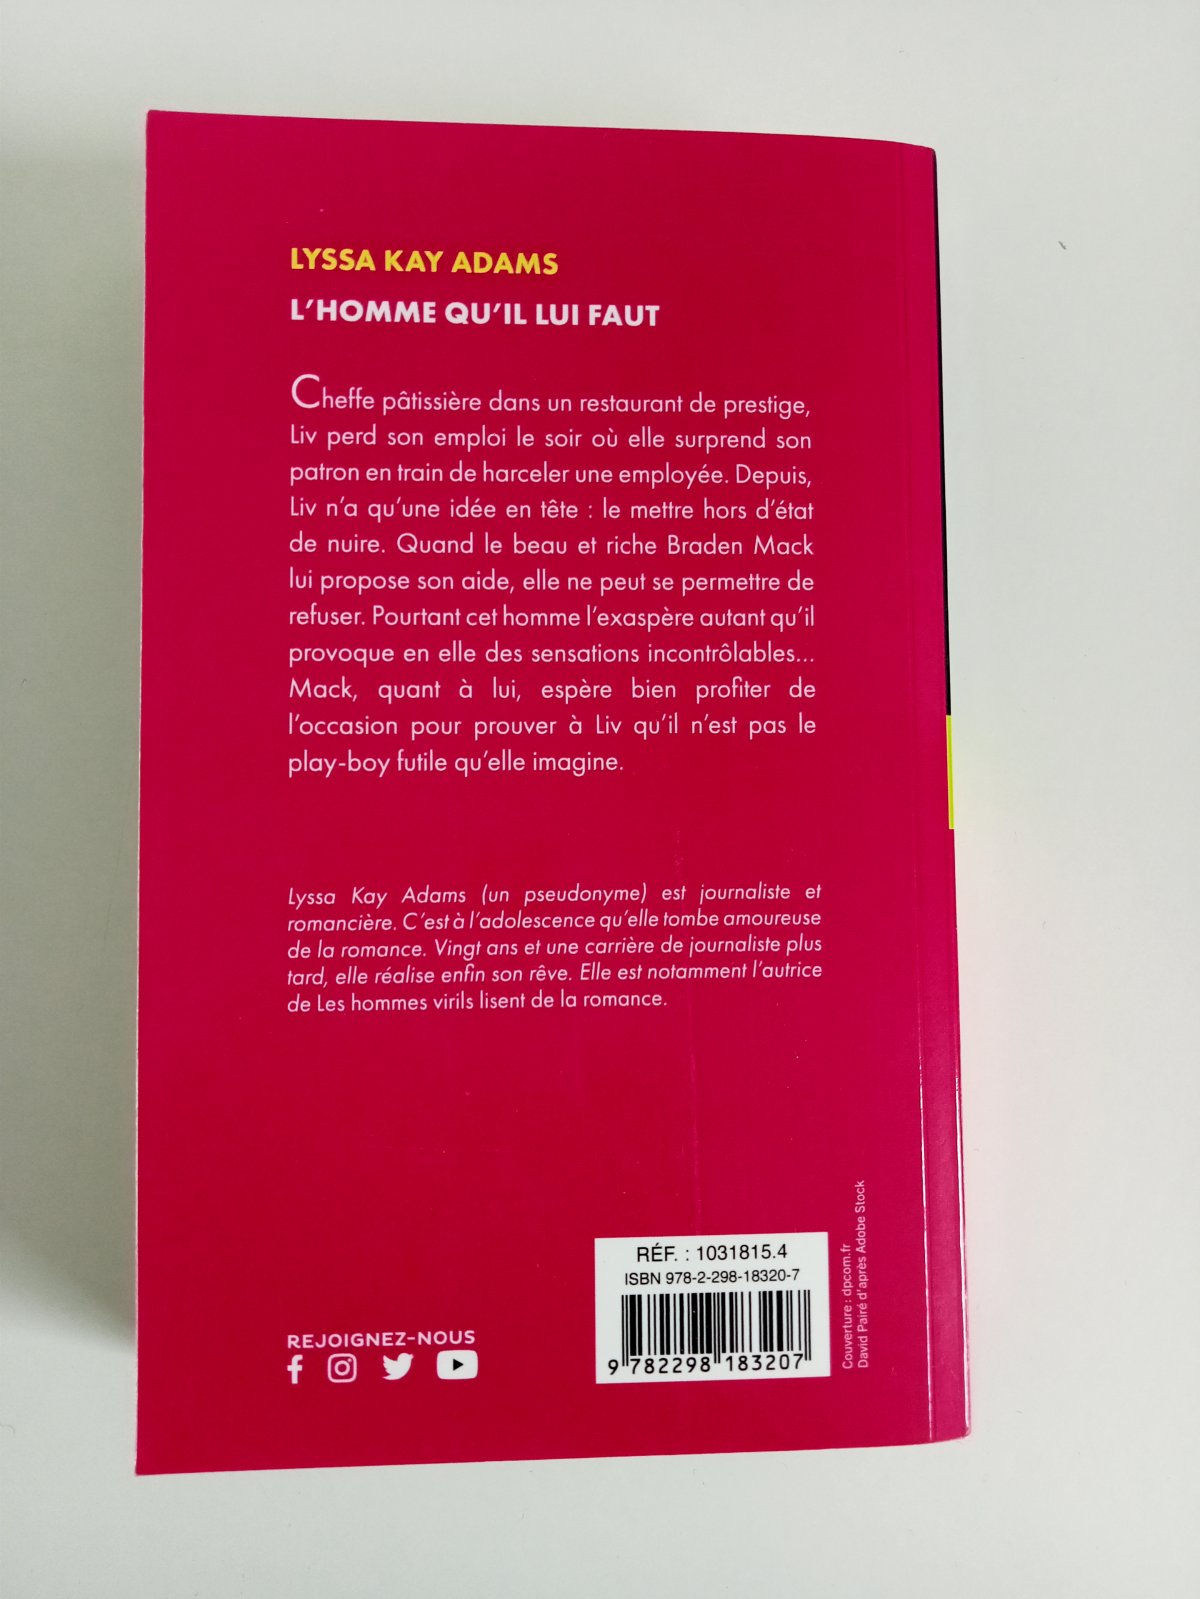 LYSSA KAY ADAMS
L'HOMME QU'IL LUI FAUT
Cheffe pâtissière dans un restaurant de prestige,
Liv perd son emploi le soir où elle surprend son
patron en train de harceler une employée. Depuis,
Liv n'a qu'une idée en tête : le mettre hors d'état
de nuire. Quand le beau et riche Braden Mack
lui propose son aide, elle ne peut se permettre de
refuser. Pourtant cet homme l'exaspère autant qu'il
provoque en elle des sensations incontrôlables...
Mack, quant à lui, espère bien profiter de
l'occasion pour prouver à Liv qu'il n'est pas le
play-boy futile qu'elle imagine.
Lyssa Kay Adams (un pseudonyme) est journaliste et
romancière. C'est à l'adolescence qu'elle tombe amoureuse
de la romance. Vingt ans et une carrière de journaliste plus
tard, elle réalise enfin son rêve. Elle est notamment l'autrice
de Les hommes virils lisent de la romance.
REJOIGNEZ-NOUS
RÉF. : 1031815.4
ISBN 978-2-298-18320-7
9 782298 183207
Couverture : dpcom.fr
David Pairé d'après Adobe Stock